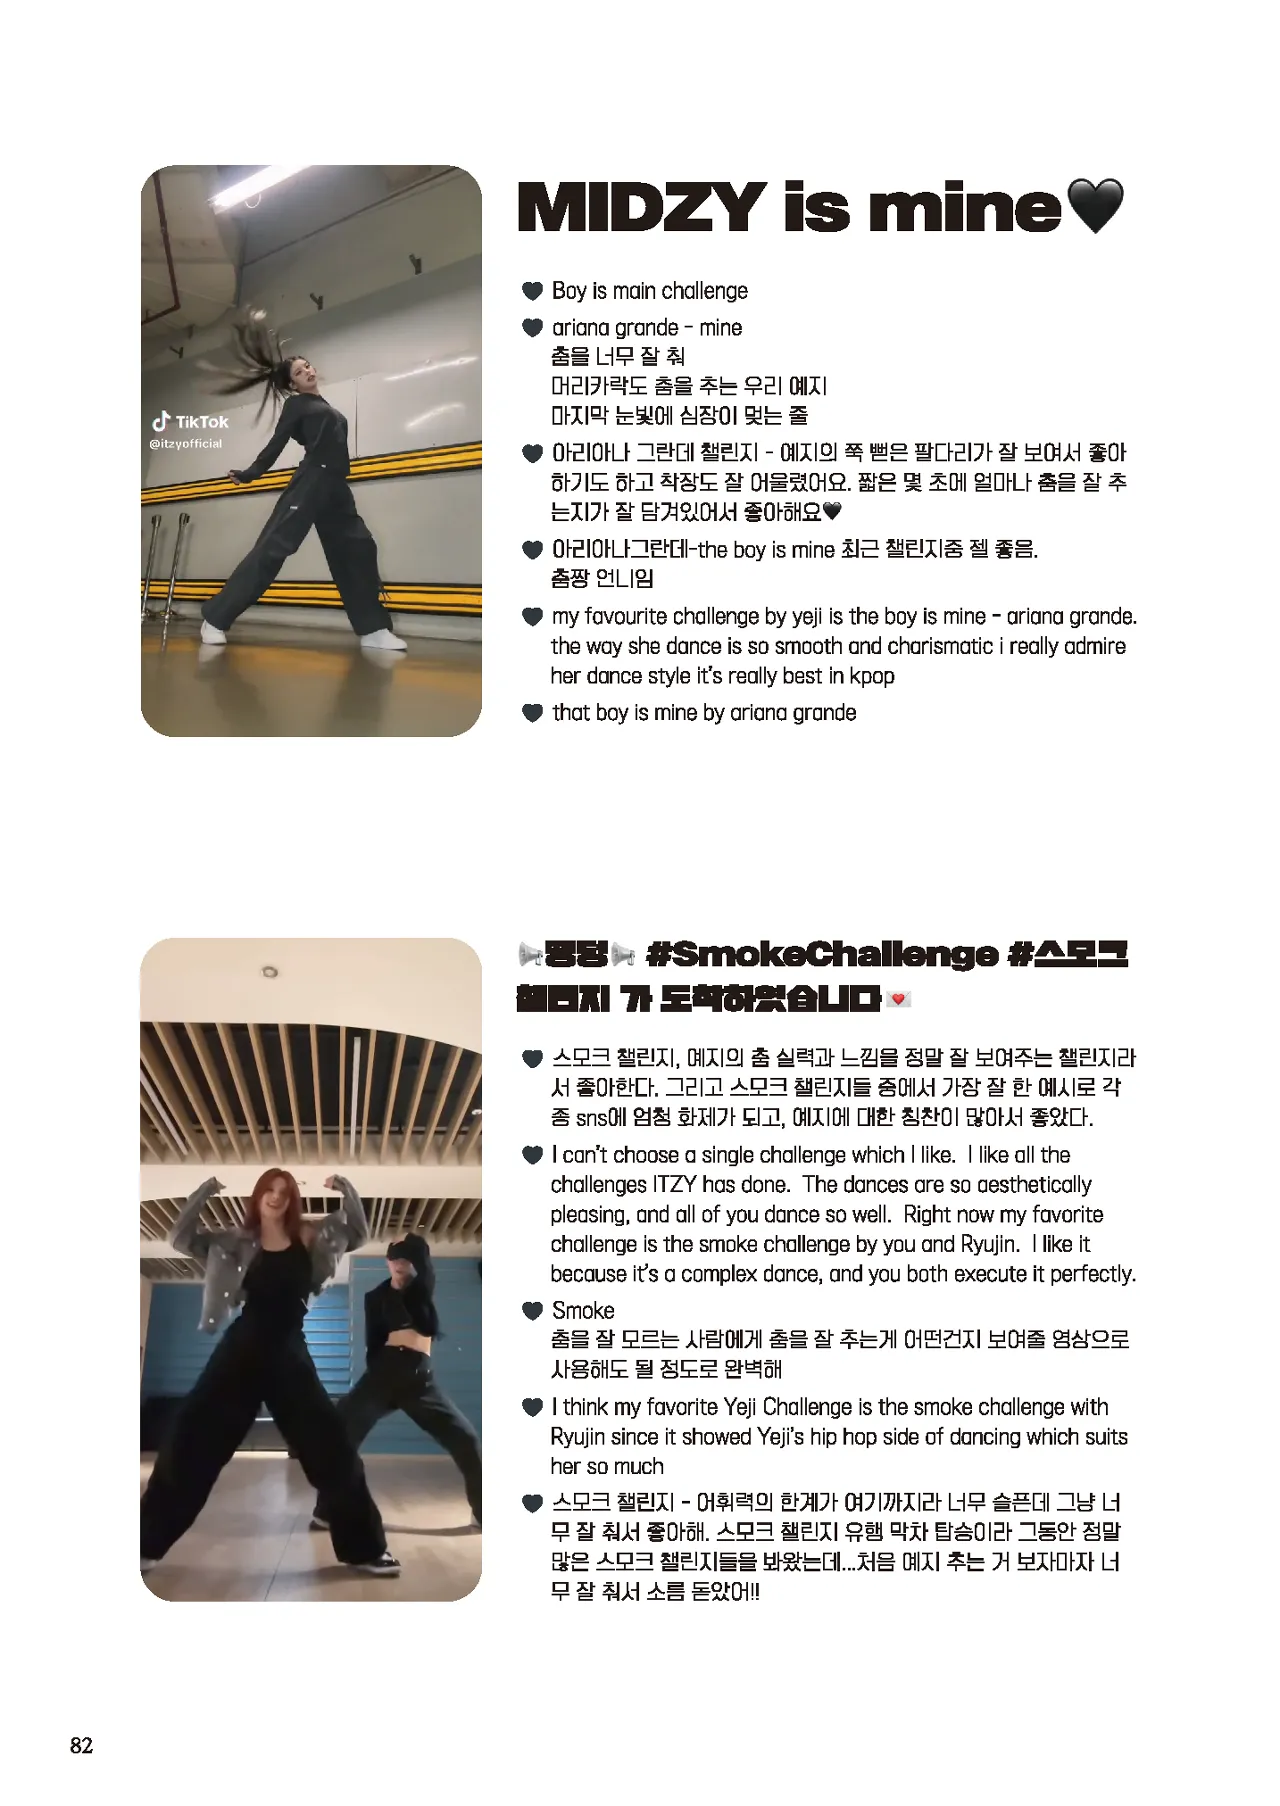 MIDZY is mine🖤
🖤 Boy is main challenge
🖤 ariana grande - mine
춤을 너무 잘 춰
머리카락도 춤을 추는 우리 예지
마지막 눈빛에 심장이 멎는 줄
🖤 아리아나 그란데 챌린지 - 예지의 쭉 뻗은 팔다리가 잘 보여서 좋아
하기도 하고 착장도 잘 어울렸어요. 짧은 몇 초에 얼마나 춤을 잘 추
는지가 잘 담겨있어서 좋아해요🖤
🖤 아리아나그란데-the boy is mine 최근 챌린지중 젤 좋음.
춤짱 언니임
🖤 my favourite challenge by yeji is the boy is mine - ariana grande.
the way she dance is so smooth and charismatic i really admire
her dance style it's really best in kpop
🖤 that boy is mine by ariana grande
TikTok
@itzyofficial
📢띵덩📢 #SmokeChallenge #스모크
챌린지 가 도착하였습니다💌
🖤 스모크 챌린지, 예지의 춤 실력과 느낌을 정말 잘 보여주는 챌린지라
서 좋아한다. 그리고 스모크 챌린지들 중에서 가장 잘 한 예시로 각
종 sns에 엄청 화제가 되고, 예지에 대한 칭찬이 많아서 좋았다.
🖤 I can't choose a single challenge which I like.  I like all the
challenges ITZY has done.  The dances are so aesthetically
pleasing, and all of you dance so well.  Right now my favorite
challenge is the smoke challenge by you and Ryujin.  I like it
because it's a complex dance, and you both execute it perfectly.
🖤 Smoke
춤을 잘 모르는 사람에게 춤을 잘 추는게 어떤건지 보여줄 영상으로
사용해도 될 정도로 완벽해
🖤 I think my favorite Yeji Challenge is the smoke challenge with
Ryujin since it showed Yeji's hip hop side of dancing which suits
her so much
🖤 스모크 챌린지 - 어휘력의 한계가 여기까지라 너무 슬픈데 그냥 너
무 잘 춰서 좋아해. 스모크 챌린지 유행 막차 탑승이라 그동안 정말
많은 스모크 챌린지들을 봐왔는데...처음 예지 추는 거 보자마자 너
무 잘 춰서 소름 돋았어!!
82